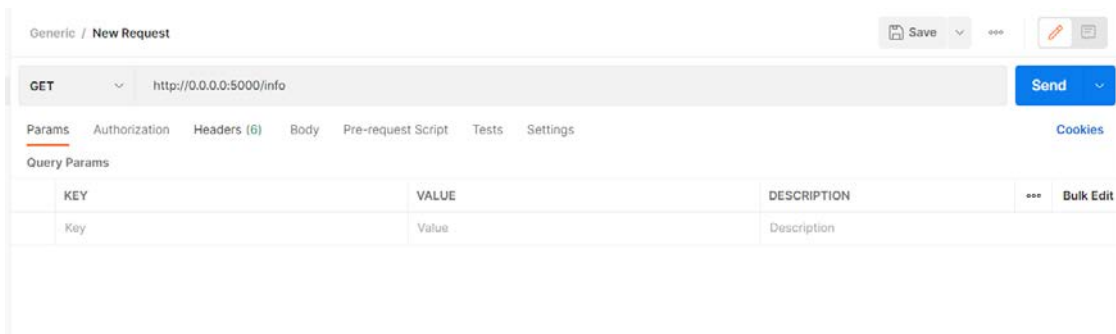 Generic / New Request Save
GET http://0.0.0.0:5000/info Send
Params Authorization Headers (6) Body Pre-request Script Tests Settings Cookies
Query Params
KEY VALUE DESCRIPTION Bulk Edit
Key Value Description